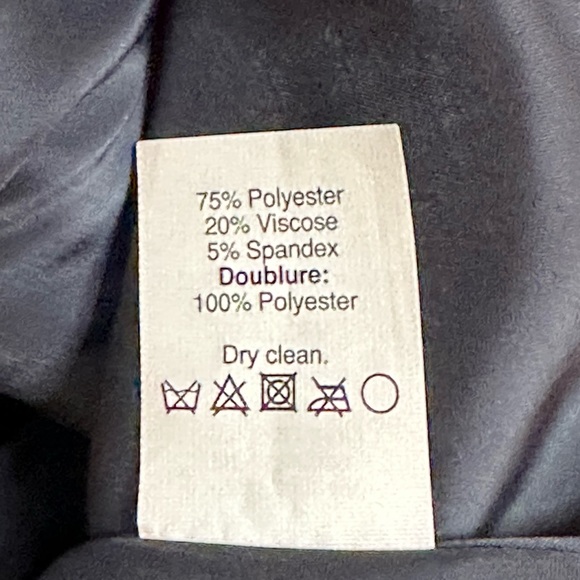 75% Polyester
20% Viscose
5% Spandex
Doublure:
100% Polyester
Dry clean.